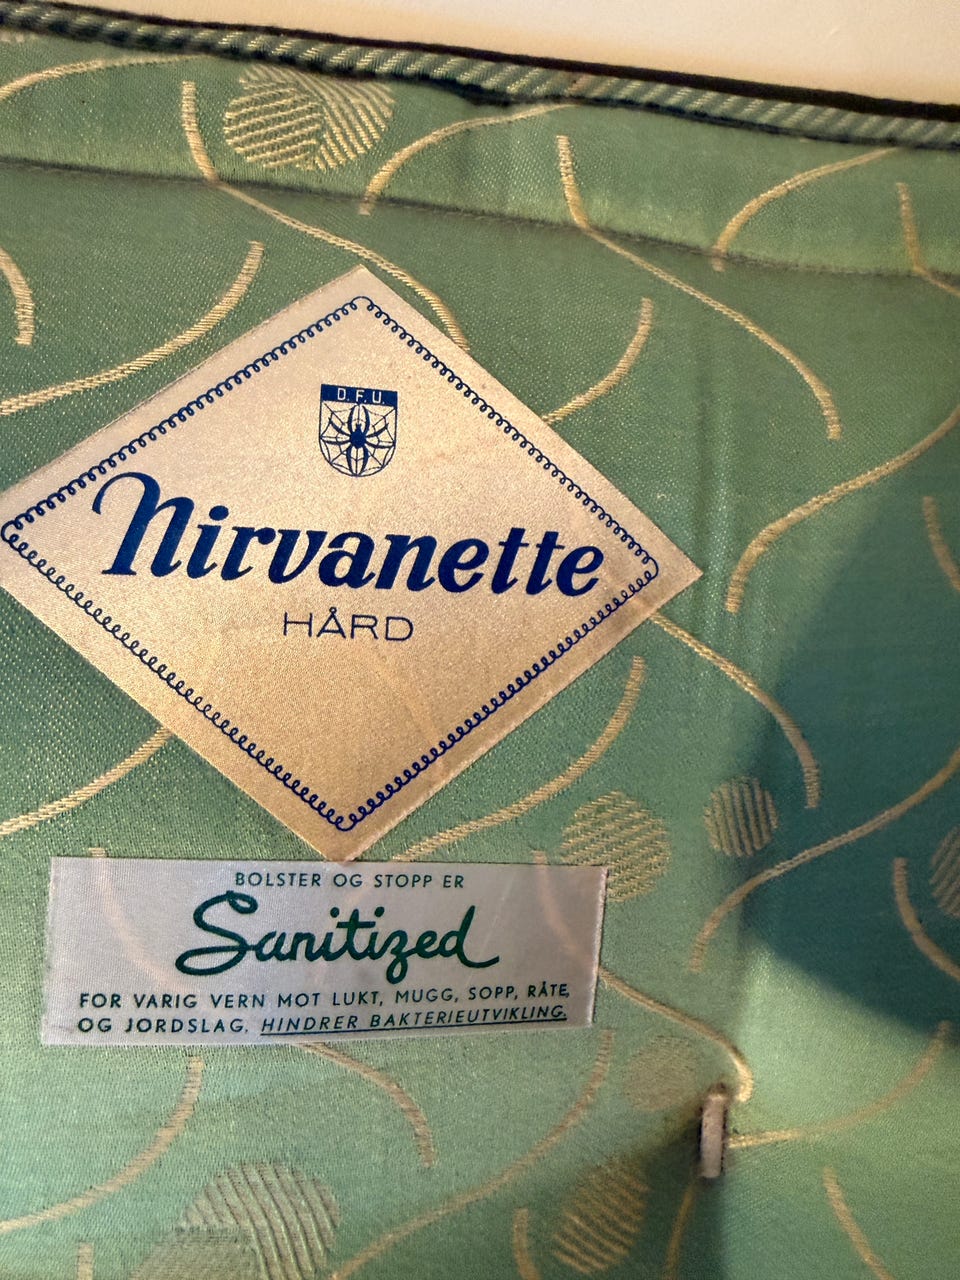 D.F.U.
Nirvanette
HÅRD
BOLSTER OG STOPP ER
Sanitized
FOR VARIG VERN MOT LUKT, MUGG, SOPP, RÅTE,
OG JORDSLAG. HINDRER BAKTERIEUTVIKLING.